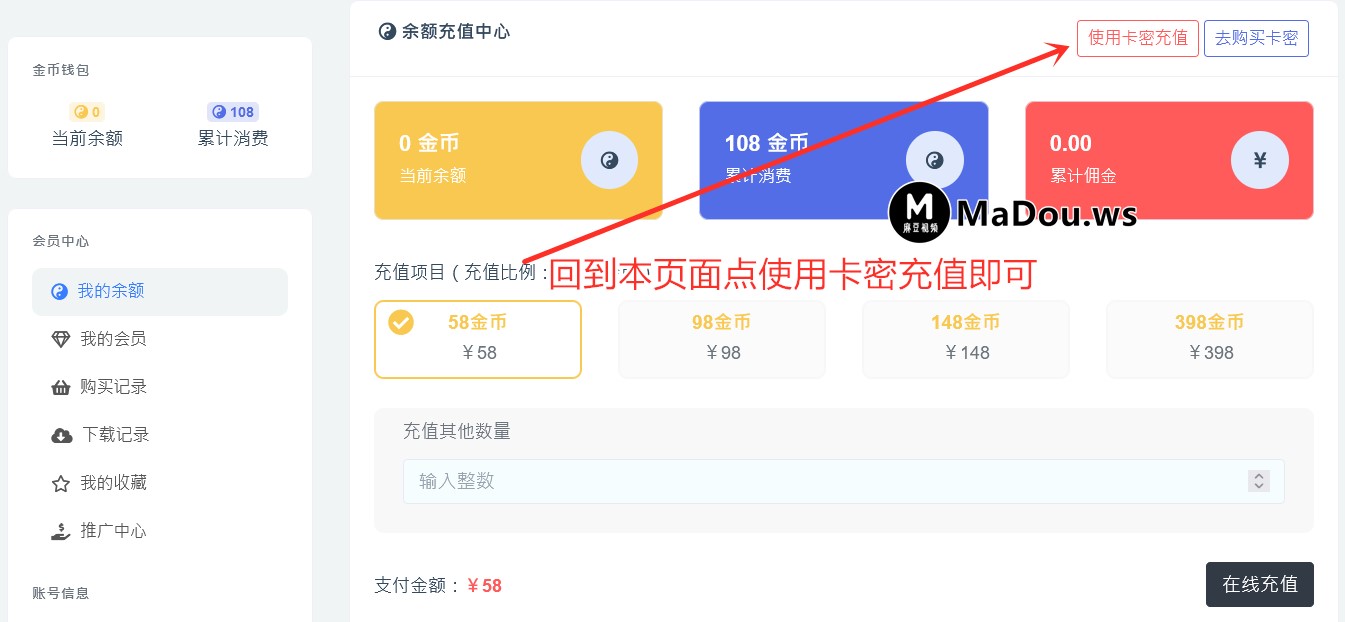 余额充值中心
使用卡密充值
去购买卡密
金币钱包
0
108
当前余额
累计消费
0 金币
当前余额
108 金币
累计消费
0.00
累计佣金
¥
M
麻豆视频
MaDou.ws
会员中心
我的余额
我的会员
购买记录
下载记录
我的收藏
推广中心
账号信息
充值项目（充值比例：
回到本页面点使用卡密充值即可
58金币
￥58
98金币
￥98
148金币
￥148
398金币
￥398
充值其他数量
输入整数
支付金额：￥58
在线充值